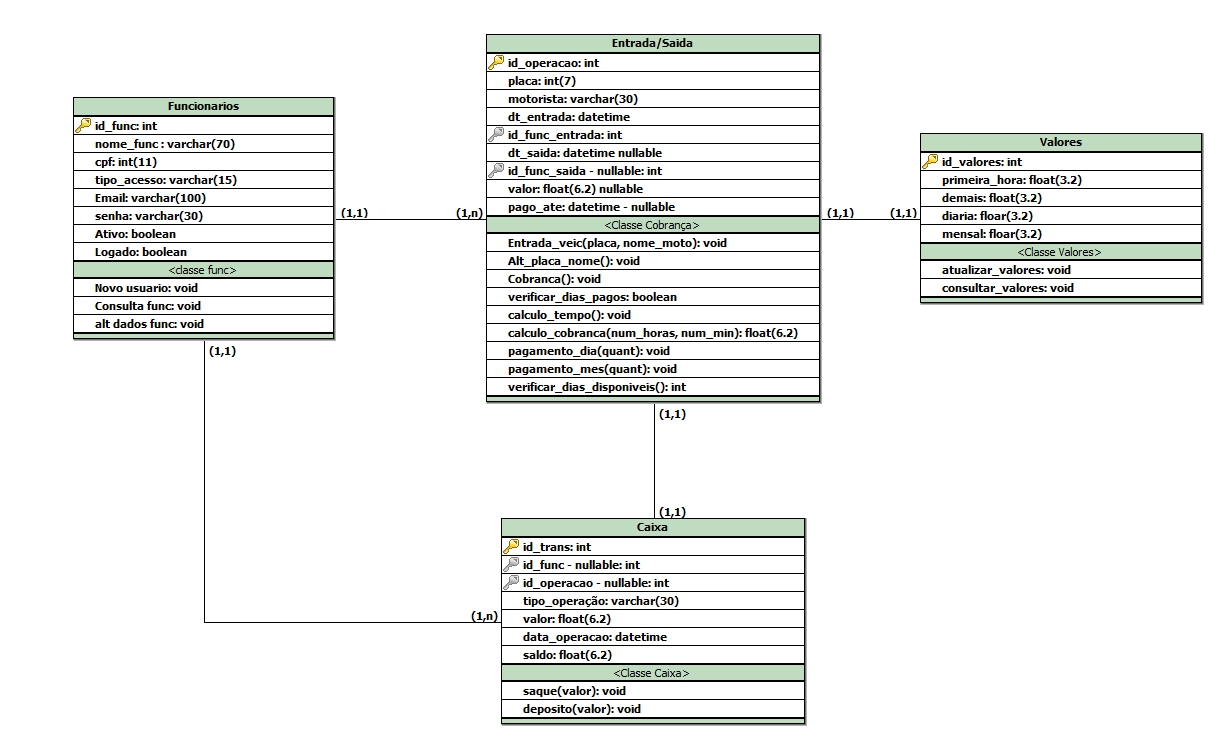 Funcionarios
id_func: int
nome_func : varchar(70)
cpf: int(11)
tipo_acesso: varchar(15)
Email: varchar(100)
senha: varchar(30)
Ativo: boolean
Logado: boolean
<classe func>
Novo usuario: void
Consulta func: void
alt dados func: void
(1,1)
(1,n)
(1,1)
Entrada/Saida
id_operacao: int
placa: int(7)
motorista: varchar(30)
dt_entrada: datetime
id_func_entrada: int
dt_saida: datetime nullable
id_func_saida - nullable: int
valor: float(6.2) nullable
pago_ate: datetime - nullable
<Classe Cobrança>
Entrada_veic(placa, nome_moto): void
Alt_placa_nome(): void
Cobranca(): void
verificar_dias_pagos: boolean
calculo_tempo(): void
calculo_cobranca(num_horas, num_min): float(6.2)
pagamento_dia(quant): void
pagamento_mes(quant): void
verificar_dias_disponiveis(): int
(1,1)
(1,1)
Valores
id_valores: int
primeira_hora: float(3.2)
demais: float(3.2)
diaria: floar(3.2)
mensal: floar(3.2)
<Classe Valores>
atualizar_valores: void
consultar_valores: void
(1,1)
(1,1)
(1,n)
Caixa
id_trans: int
id_func - nullable: int
id_operacao - nullable: int
tipo_operação: varchar(30)
valor: float(6.2)
data_operacao: datetime
saldo: float(6.2)
<Classe Caixa>
saque(valor): void
deposito(valor): void